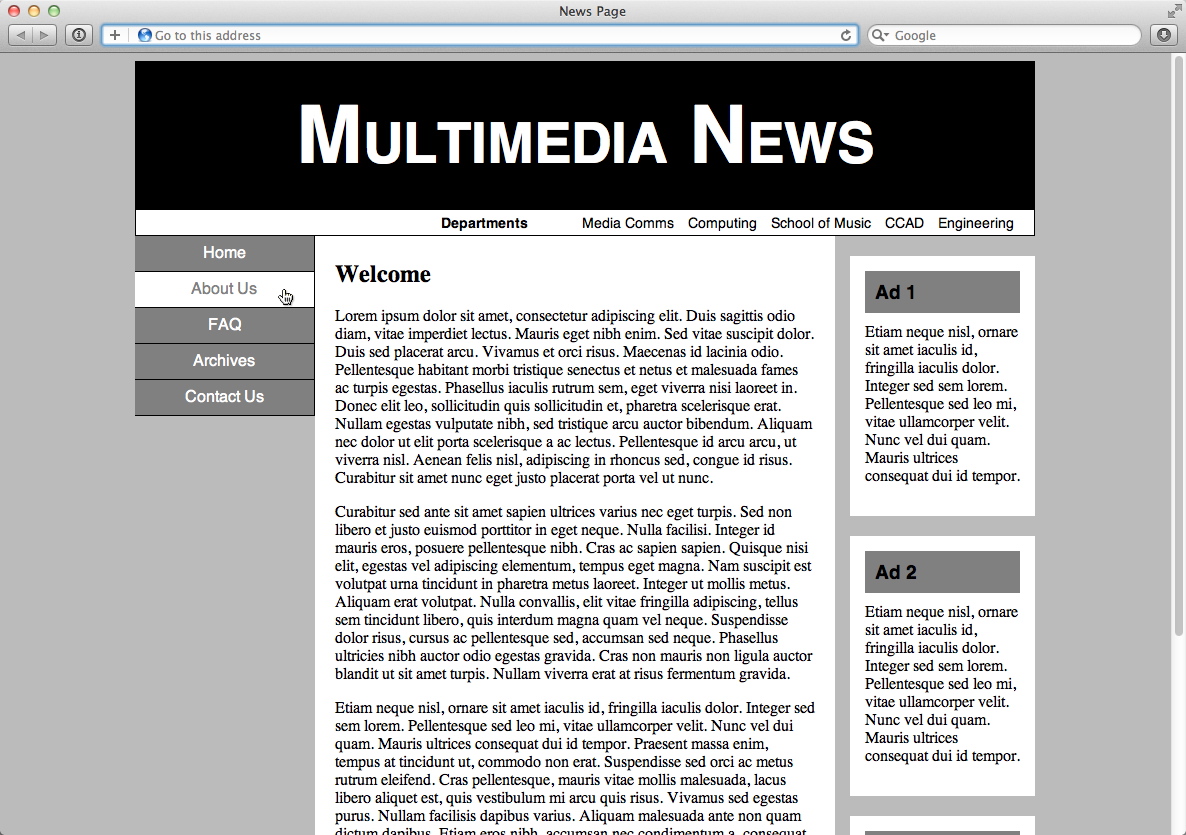 News Page
Go to this address
Google
Multimedia News
Departments Media Comms Computing School of Music CCAD Engineering
Home
About Us
FAQ
Archives
Contact Us
Welcome
Lorem ipsum dolor sit amet, consectetur adipiscing elit. Duis sagittis odio
diam, vitae imperdiet lectus. Mauris eget nibh enim. Sed vitae suscipit dolor.
Duis sed placerat arcu. Vivamus et orci risus. Maecenas id lacinia odio.
Pellentesque habitant morbi tristique senectus et netus et malesuada fames
ac turpis egestas. Phasellus iaculis rutrum sem, eget viverra nisi laoreet in.
Donec elit leo, sollicitudin quis sollicitudin et, pharetra scelerisque erat.
Nullam egestas vulputate nibh, sed tristique arcu auctor bibendum. Aliquam
nec dolor ut elit porta scelerisque a ac lectus. Pellentesque id arcu arcu, ut
viverra nisl. Aenean felis nisl, adipiscing in rhoncus sed, congue id risus.
Curabitur sit amet nunc eget justo placerat porta vel ut nunc.
Curabitur sed ante sit amet sapien ultrices varius nec eget turpis. Sed non
libero et justo euismod porttitor in eget neque. Nulla facilisi. Integer id
mauris eros, posuere pellentesque nibh. Cras ac sapien sapien. Quisque nisi
elit, egestas vel adipiscing elementum, tempus eget magna. Nam suscipit est
volutpat urna tincidunt in pharetra metus laoreet. Integer ut mollis metus.
Aliquam erat volutpat. Nulla convallis, elit vitae fringilla adipiscing, tellus
sem tincidunt libero, quis interdum magna quam vel neque. Suspendisse
dolor risus, cursus ac pellentesque sed, accumsan sed neque. Phasellus
ultricies nibh auctor odio egestas gravida. Cras non mauris non ligula auctor
blandit ut sit amet turpis. Nullam viverra erat at risus fermentum gravida.
Etiam neque nisl, ornare sit amet iaculis id, fringilla iaculis dolor. Integer sed
sem lorem. Pellentesque sed leo mi, vitae ullamcorper velit. Nunc vel dui
quam. Mauris ultrices consequat dui id tempor. Praesent massa enim,
tempus at tincidunt ut, commodo non erat. Suspendisse sed orci ac metus
rutrum eleifend. Cras pellentesque, mauris vitae mollis malesuada, lacus
libero aliquet est, quis vestibulum mi arcu quis risus. Vivamus sed egestas
purus. Nullam facilisis dapibus varius. Aliquam malesuada ante non quam
dictum dapibus. Etiam eros nibh, accumsan nec condimentum a, consequat
Ad 1
Etiam neque nisl, ornare
sit amet iaculis id,
fringilla iaculis dolor.
Integer sed sem lorem.
Pellentesque sed leo mi,
vitae ullamcorper velit.
Nunc vel dui quam.
Mauris ultrices
consequat dui id tempor.
Ad 2
Etiam neque nisl, ornare
sit amet iaculis id,
fringilla iaculis dolor.
Integer sed sem lorem.
Pellentesque sed leo mi,
vitae ullamcorper velit.
Nunc vel dui quam.
Mauris ultrices
consequat dui id tempor.